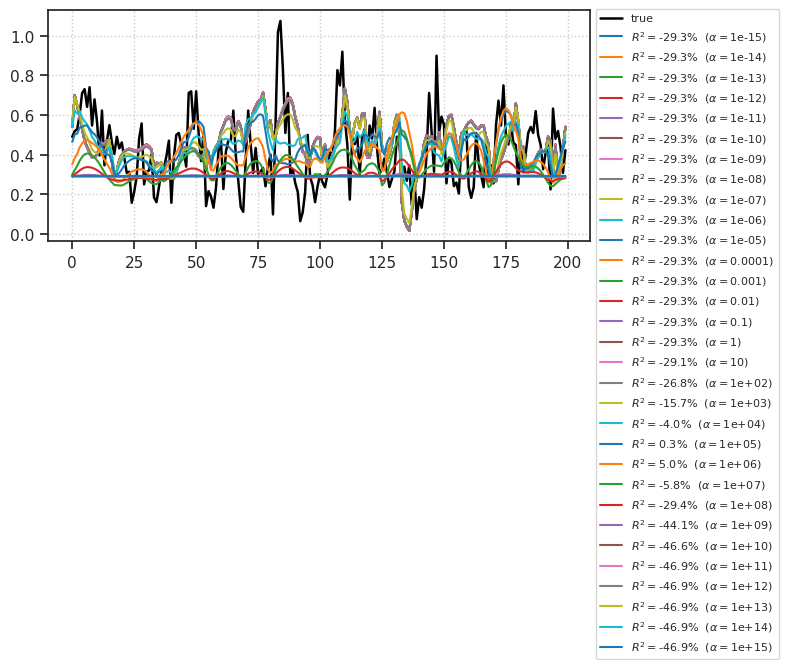 1.0
0.8
0.6
0.4
0.2
0.0
0 25 50 75 100 125 150 175 200
true
R² = -29.3% (α = 1e-15)
R² = -29.3% (α = 1e-14)
R² = -29.3% (α = 1e-13)
R² = -29.3% (α = 1e-12)
R² = -29.3% (α = 1e-11)
R² = -29.3% (α = 1e-10)
R² = -29.3% (α = 1e-09)
R² = -29.3% (α = 1e-08)
R² = -29.3% (α = 1e-07)
R² = -29.3% (α = 1e-06)
R² = -29.3% (α = 1e-05)
R² = -29.3% (α = 0.0001)
R² = -29.3% (α = 0.001)
R² = -29.3% (α = 0.01)
R² = -29.3% (α = 0.1)
R² = -29.3% (α = 1)
R² = -29.1% (α = 10)
R² = -26.8% (α = 1e+02)
R² = -15.7% (α = 1e+03)
R² = -4.0% (α = 1e+04)
R² = 0.3% (α = 1e+05)
R² = 5.0% (α = 1e+06)
R² = -5.8% (α = 1e+07)
R² = -29.4% (α = 1e+08)
R² = -44.1% (α = 1e+09)
R² = -46.6% (α = 1e+10)
R² = -46.9% (α = 1e+11)
R² = -46.9% (α = 1e+12)
R² = -46.9% (α = 1e+13)
R² = -46.9% (α = 1e+14)
R² = -46.9% (α = 1e+15)